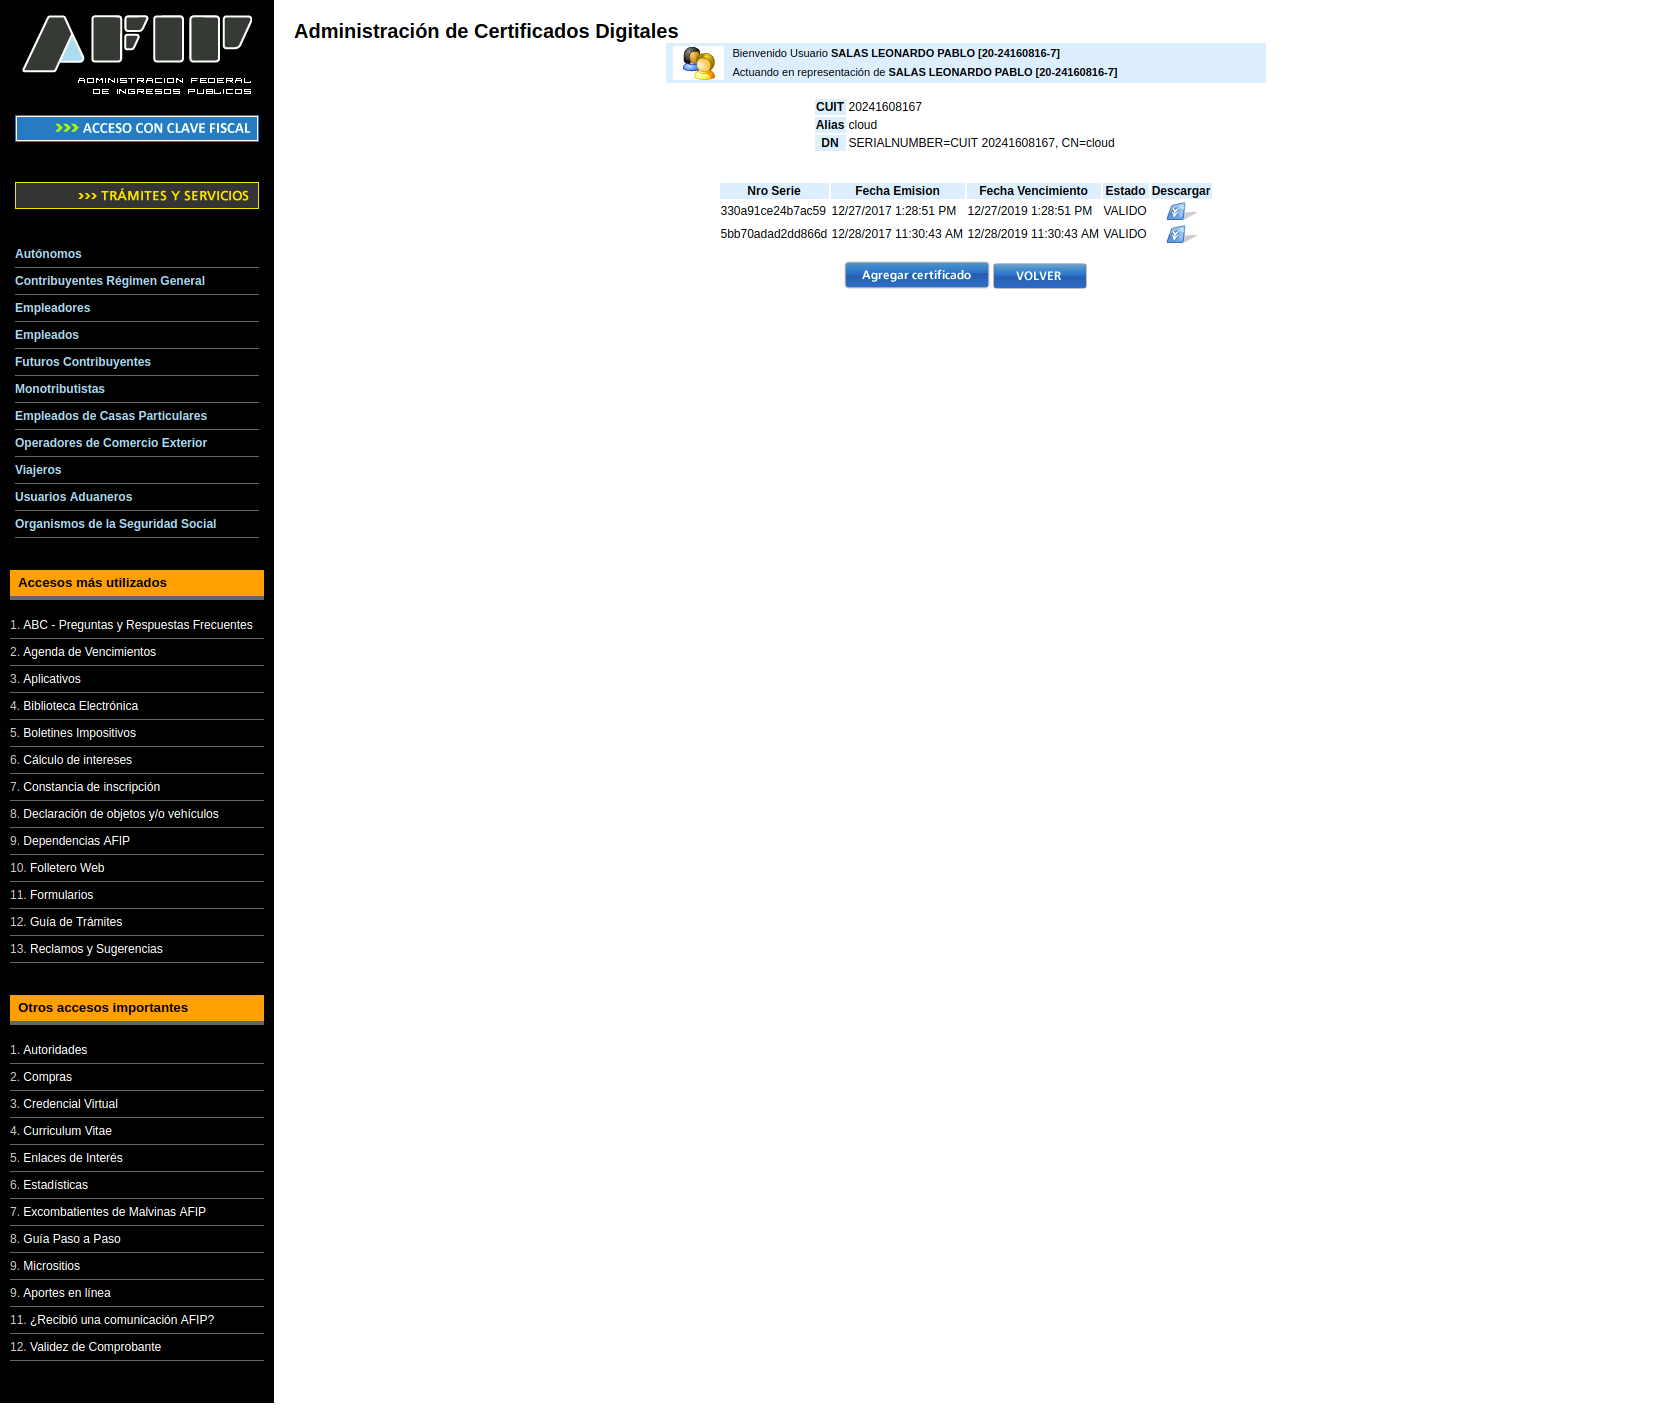 AFIP
ADMINISTRACION FEDERAL
DE INGRESOS PUBLICOS
>>> ACCESO CON CLAVE FISCAL
>>> TRÁMITES Y SERVICIOS
Autónomos
Contribuyentes Régimen General
Empleadores
Empleados
Futuros Contribuyentes
Monotributistas
Empleados de Casas Particulares
Operadores de Comercio Exterior
Viajeros
Usuarios Aduaneros
Organismos de la Seguridad Social
Accesos más utilizados
1. ABC - Preguntas y Respuestas Frecuentes
2. Agenda de Vencimientos
3. Aplicativos
4. Biblioteca Electrónica
5. Boletines Impositivos
6. Cálculo de intereses
7. Constancia de inscripción
8. Declaración de objetos y/o vehículos
9. Dependencias AFIP
10. Folletero Web
11. Formularios
12. Guía de Trámites
13. Reclamos y Sugerencias
Otros accesos importantes
1. Autoridades
2. Compras
3. Credencial Virtual
4. Curriculum Vitae
5. Enlaces de Interés
6. Estadísticas
7. Excombatientes de Malvinas AFIP
8. Guía Paso a Paso
9. Micrositios
9. Aportes en línea
11. ¿Recibió una comunicación AFIP?
12. Validez de Comprobante
Administración de Certificados Digitales
Bienvenido Usuario SALAS LEONARDO PABLO [20-24160816-7]
Actuando en representación de SALAS LEONARDO PABLO [20-24160816-7]
CUIT 20241608167
Alias cloud
DN SERIALNUMBER=CUIT 20241608167, CN=cloud
Nro Serie Fecha Emision Fecha Vencimiento Estado Descargar
330a91ce24b7ac59 12/27/2017 1:28:51 PM 12/27/2019 1:28:51 PM VALIDO
5bb70adad2dd866d 12/28/2017 11:30:43 AM 12/28/2019 11:30:43 AM VALIDO
Agregar certificado VOLVER